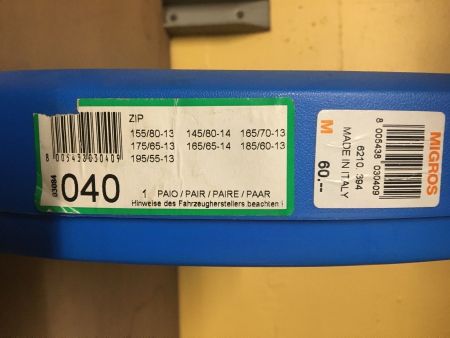 ZIP
155/80-13 145/80-14 165/70-13
175/65-13 165/65-14 185/60-13
195/55-13
8 005438 030409
03084
040
1 PAIO / PAIR / PAIRE / PAAR
Hinweise des Fahrzeugherstellers beachten !
MIGROS
8 005438 030409
6210. 394
MADE IN ITALY
M 60.--